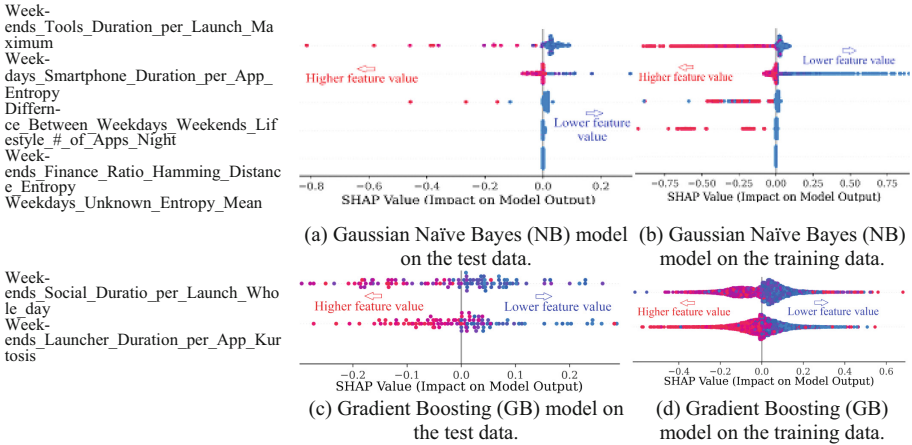 Week-
ends_Tools_Duration_per_Launch_Ma
ximum
Week-
days_Smartphone_Duration_per_App_
Entropy
Differn-
ce_Between_Weekdays_Weekends_Lif
estyle_#_of_Apps_Night
Week-
ends_Finance_Ratio_Hamming_Distanc
e_Entropy
Weekdays_Unknown_Entropy_Mean
Higher feature value
Lower feature
value
−0.8 −0.6 −0.4 −0.2 0.0 0.2
SHAP Value (Impact on Model Output)
(a) Gaussian Naïve Bayes (NB) model
on the test data.
Lower feature value
Higher feature value
−0.75 −0.50 −0.25 0.00 0.25 0.50 0.75
SHAP Value (Impact on Model Output)
(b) Gaussian Naïve Bayes (NB)
model on the training data.
Week-
ends_Social_Duratio_per_Launch_Who
le_day
Week-
ends_Launcher_Duration_per_App_Kur
tosis
Higher feature value Lower feature value
−0.2 −0.1 0.0 0.1 0.2
SHAP Value (Impact on Model Output)
(c) Gradient Boosting (GB) model on
the test data.
Higher feature value Lower feature value
−0.4 −0.2 0.0 0.2 0.4 0.6
SHAP Value (Impact on Model Output)
(d) Gradient Boosting (GB)
model on the training data.